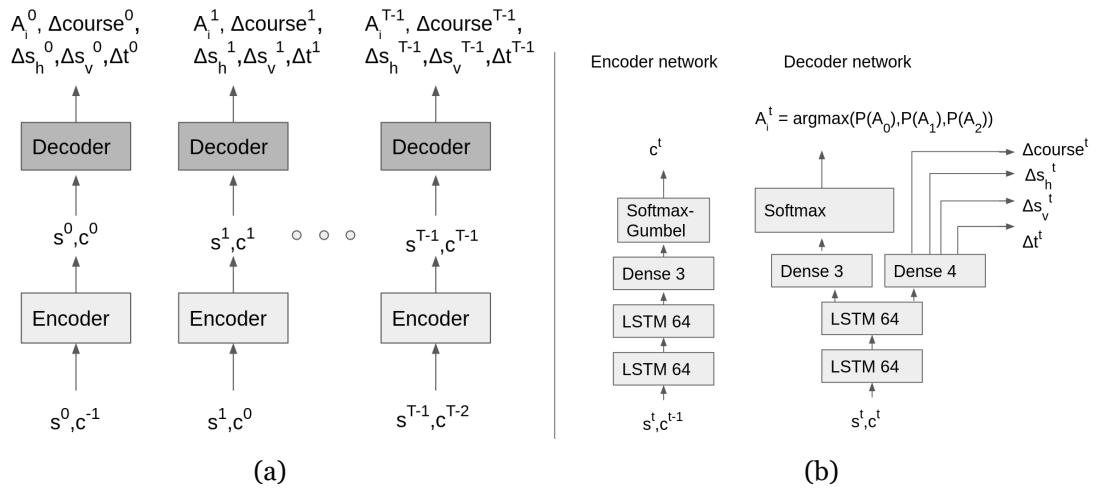 A_i^0, Δcourse^0,
Δs_h^0,Δs_v^0,Δt^0
Decoder
s^0,c^0
Encoder
s^0,c^-1
A_i^1, Δcourse^1,
Δs_h^1,Δs_v^1,Δt^1
Decoder
s^1,c^1
Encoder
s^1,c^0
A_i^T-1, Δcourse^T-1,
Δs_h^T-1,Δs_v^T-1,Δt^T-1
Decoder
s^T-1,c^T-1
Encoder
s^T-1,c^T-2
(a)
Encoder network
c^t
Softmax-
Gumbel
Dense 3
LSTM 64
LSTM 64
s^t,c^t-1
Decoder network
A_i^t = argmax(P(A_0),P(A_1),P(A_2))
Softmax
Δcourse^t
Δs_h^t
Δs_v^t
Δt^t
Dense 3
Dense 4
LSTM 64
LSTM 64
s^t,c^t
(b)